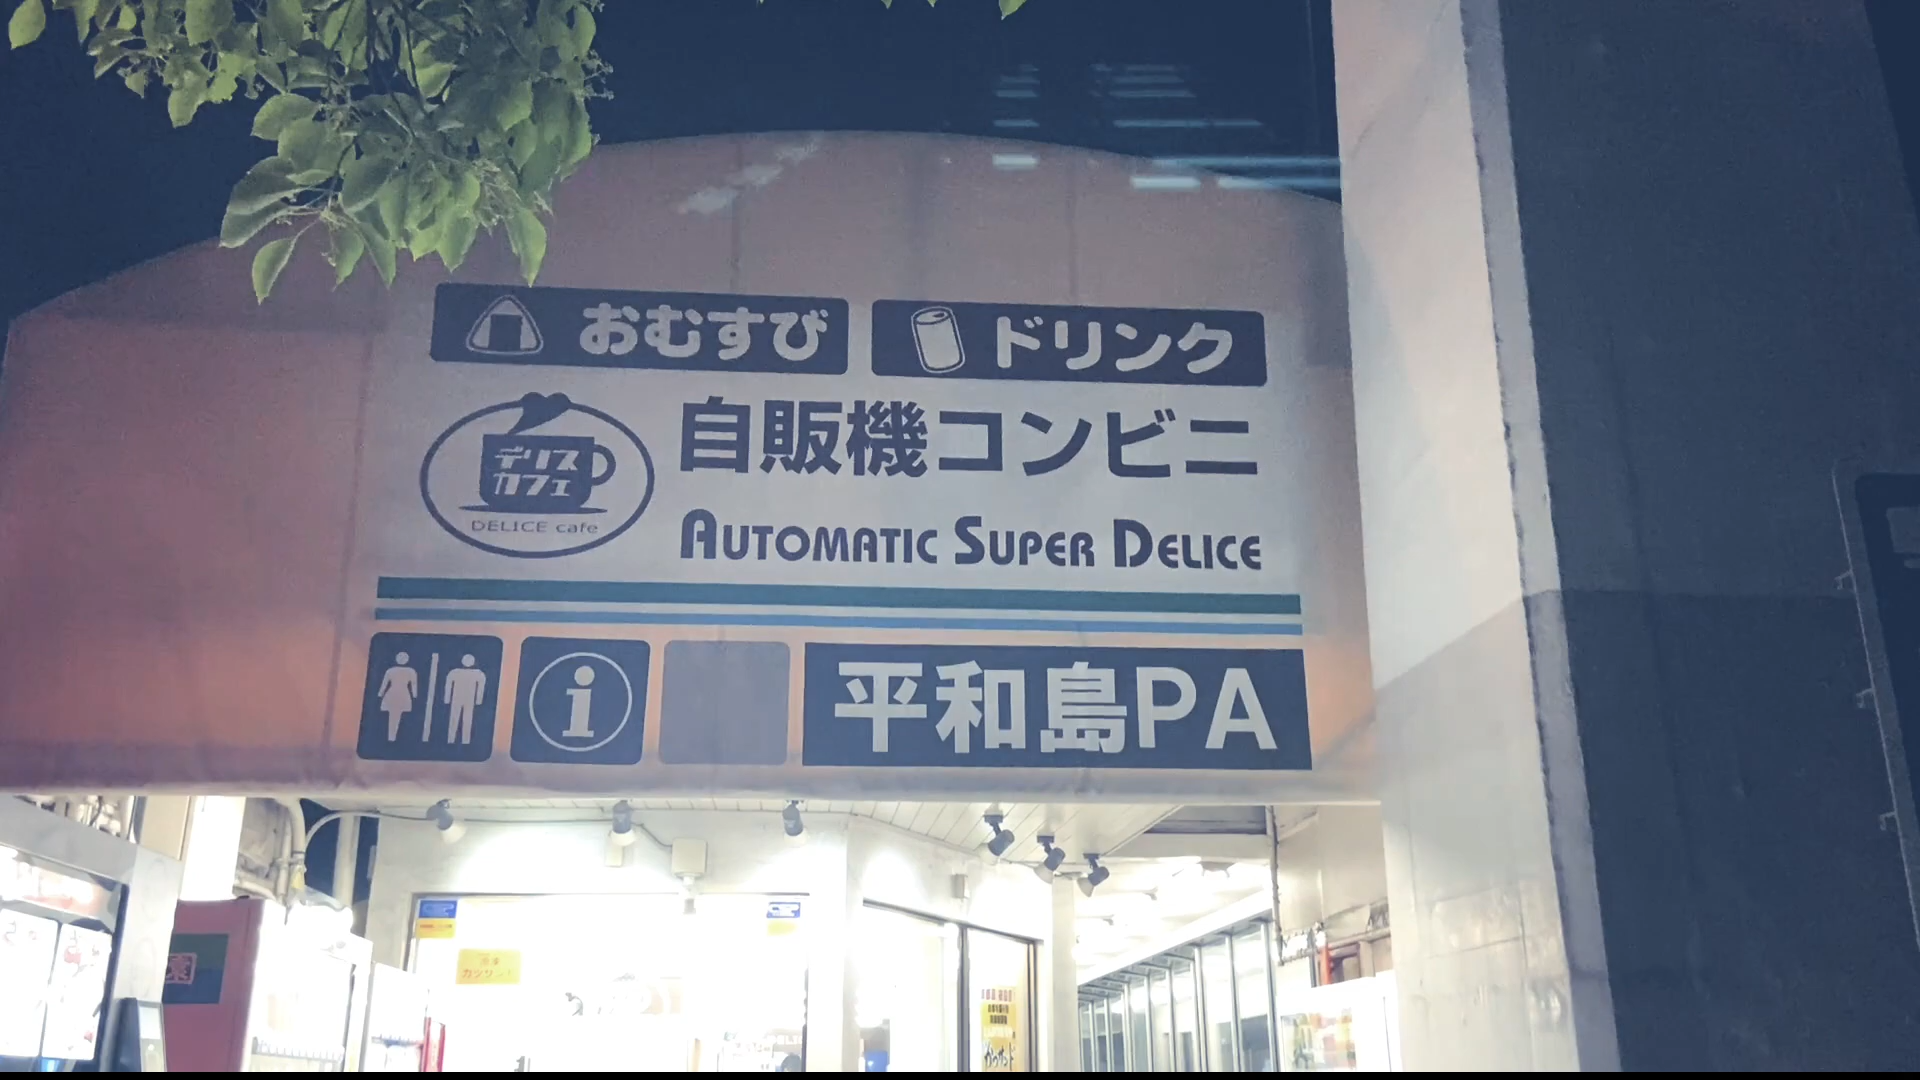 おむすび
ドリンク
デリス
カフェ
DELICE cafe
自販機コンビニ
AUTOMATIC SUPER DELICE
平和島PA